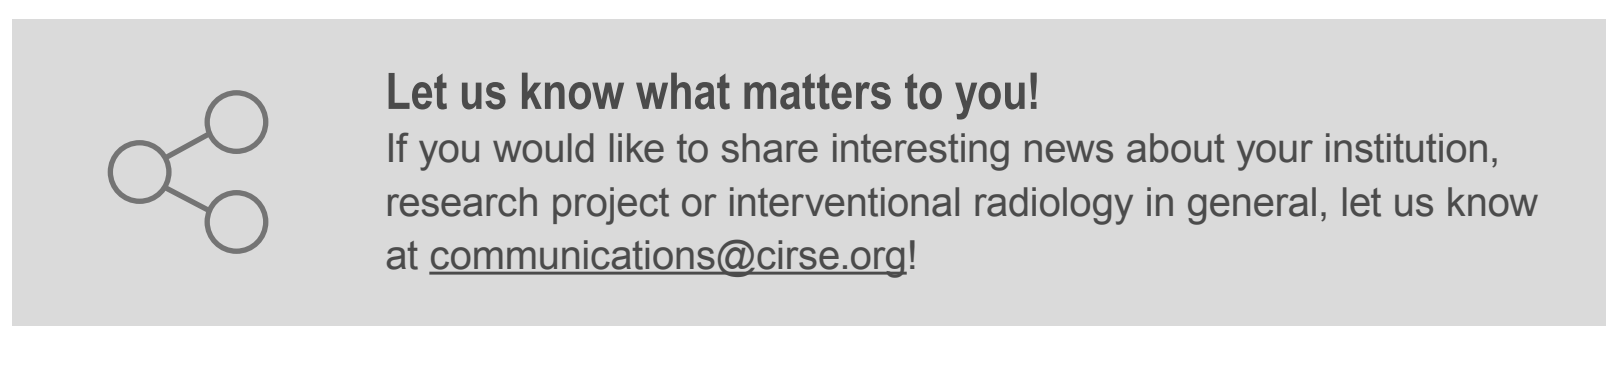 Let us know what matters to you!
If you would like to share interesting news about your institution,
research project or interventional radiology in general, let us know
at communications@cirse.org!